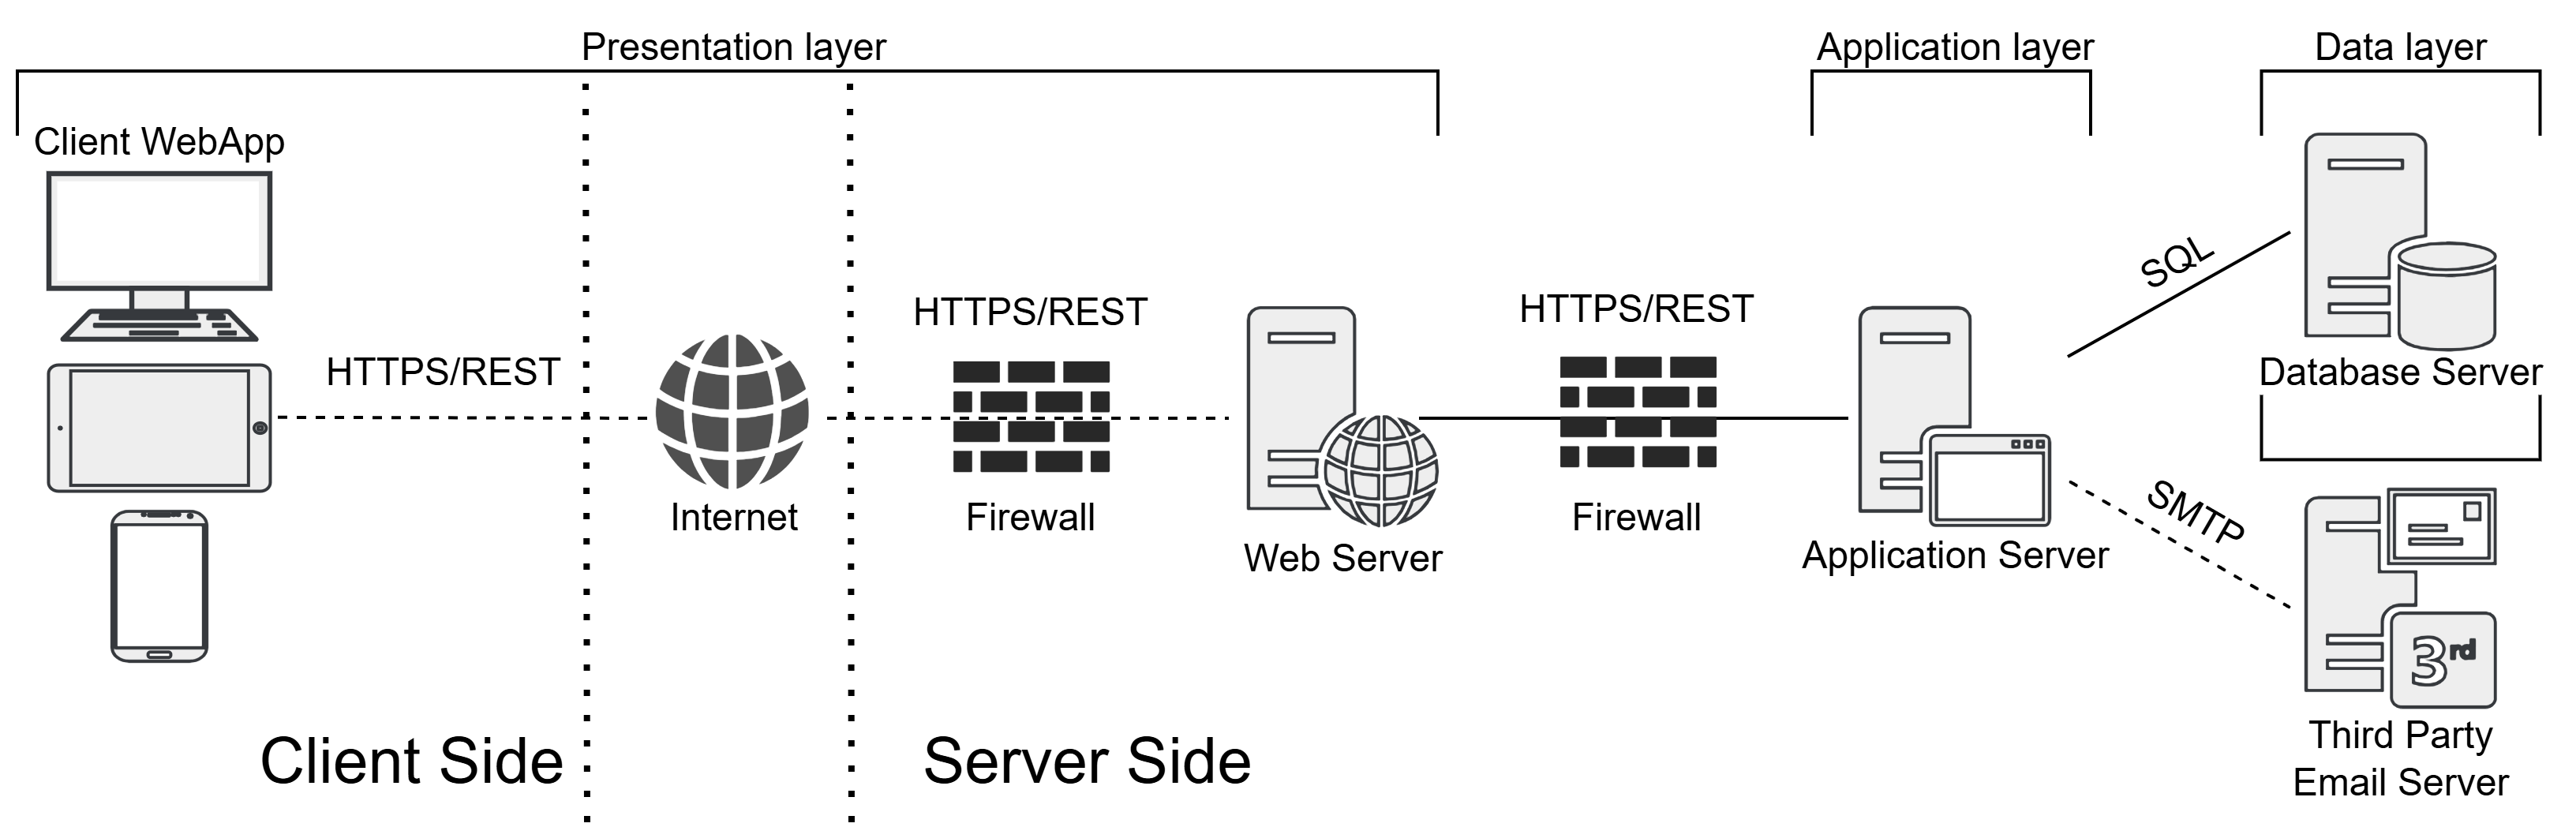 Presentation layer
Application layer
Data layer
Client WebApp
HTTPS/REST
HTTPS/REST
HTTPS/REST
SQL
Internet
Firewall
Web Server
Firewall
Application Server
Database Server
SMTP
3rd
Third Party
Email Server
Client Side
Server Side